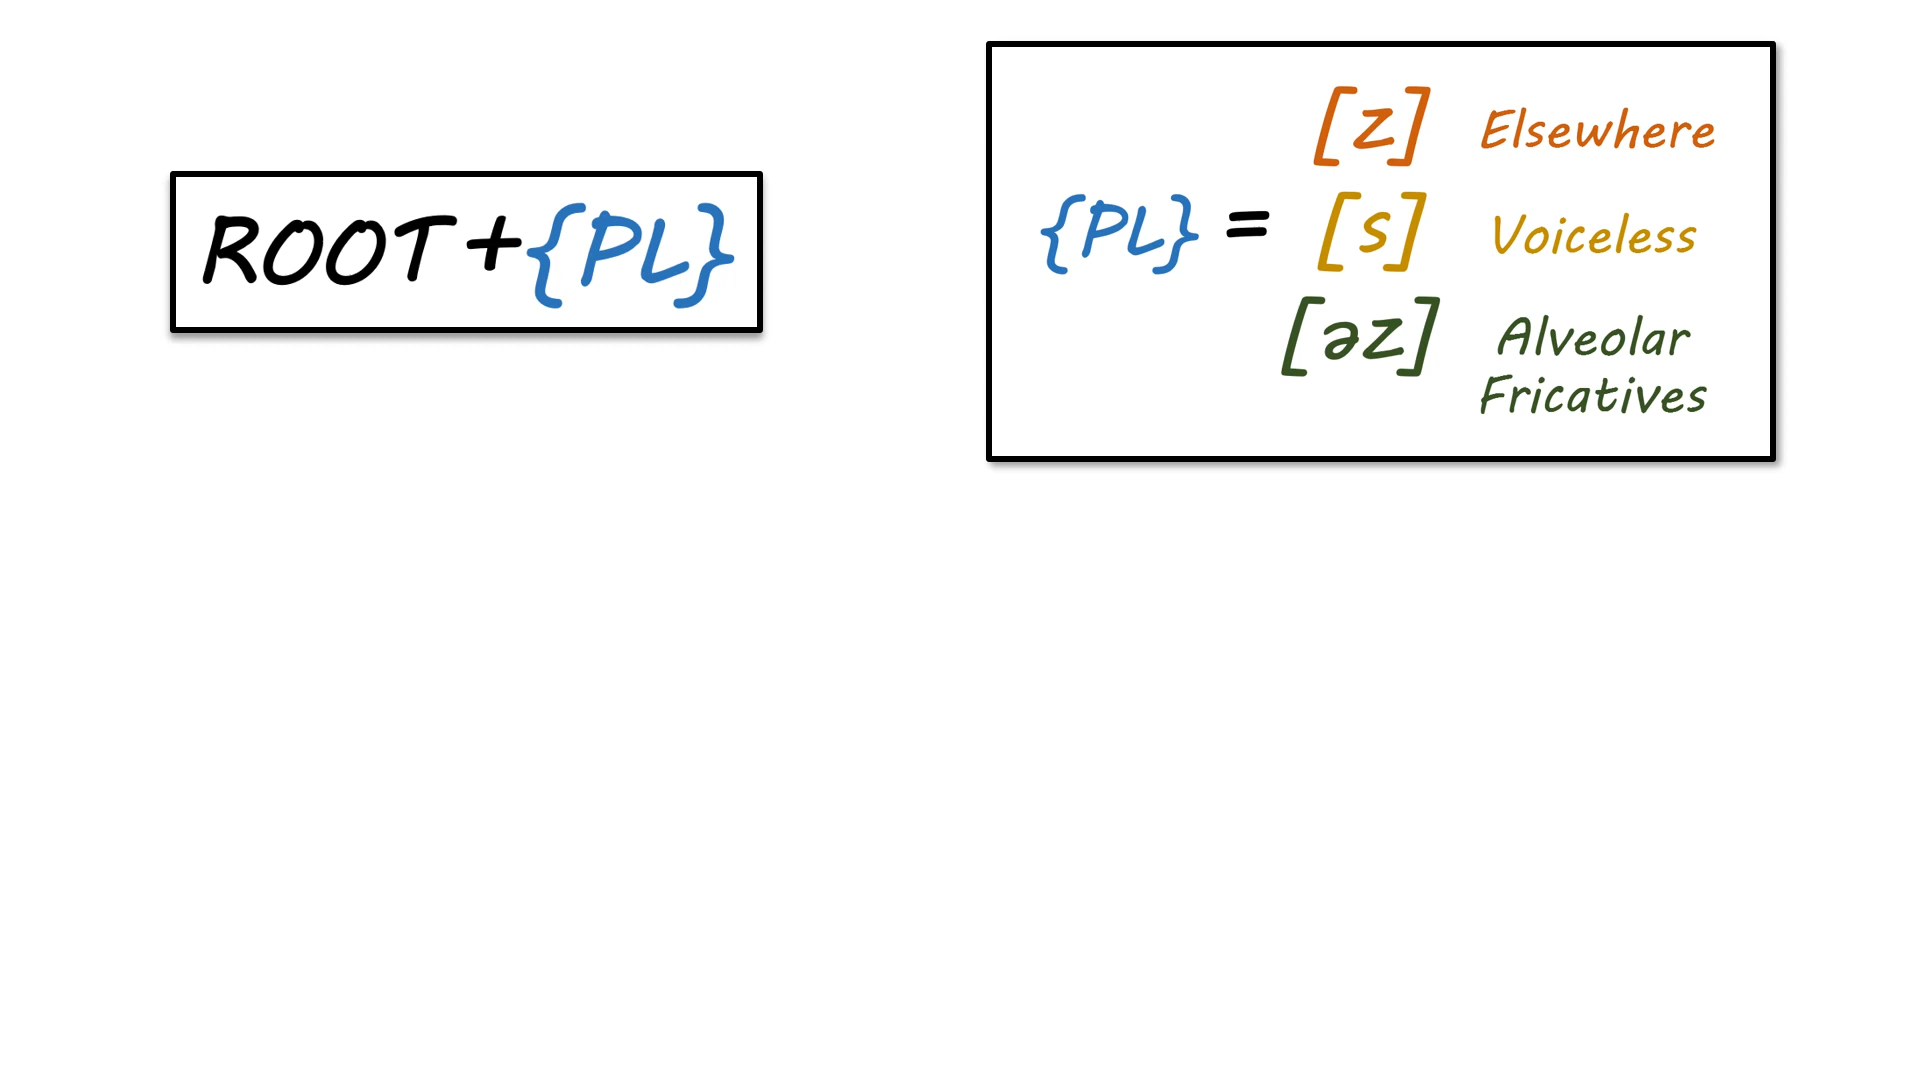 ROOT+{PL}
{PL} =
[z] Elsewhere
[s] Voiceless
[əz] Alveolar
Fricatives